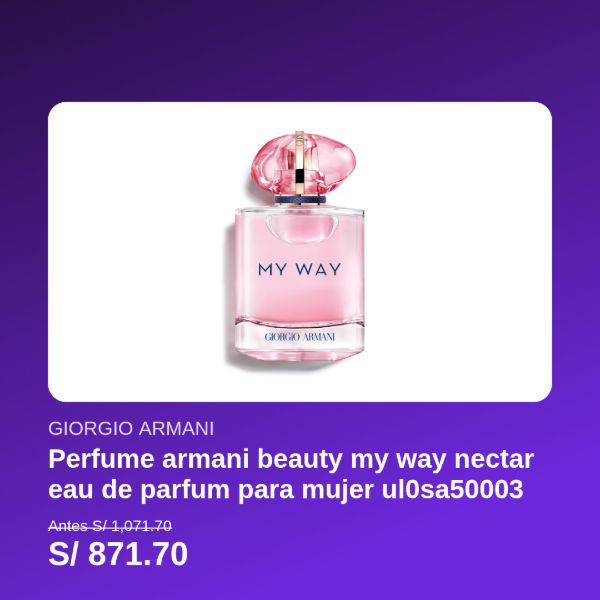 MY WAY
GIORGIO ARMANI
GIORGIO ARMANI
Perfume armani beauty my way nectar
eau de parfum para mujer ul0sa50003
Antes S/ 1,071.70
S/ 871.70